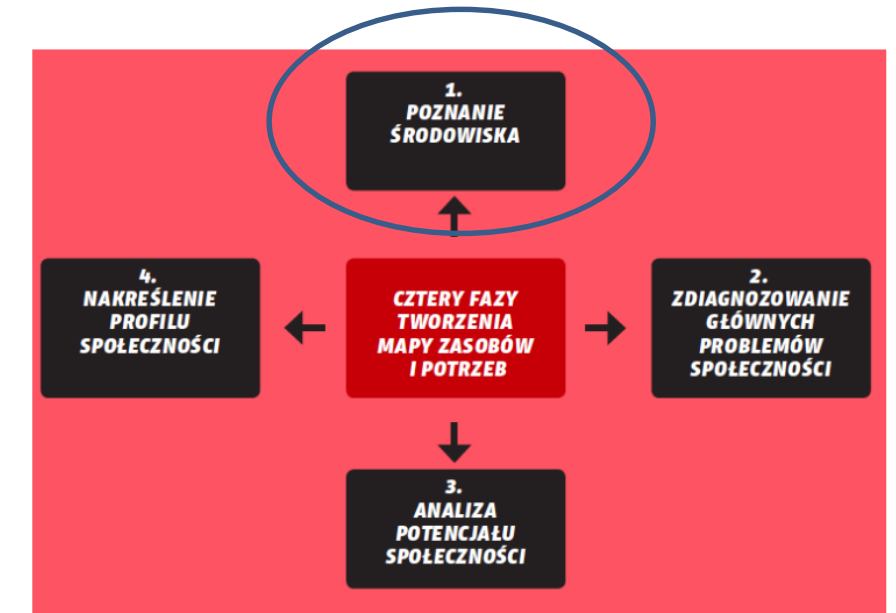 1.
POZNANIE
ŚRODOWISKA
4.
NAKREŚLENIE
PROFILU
SPOŁECZNOŚCI
CZTERY FAZY
TWORZENIA
MAPY ZASOBÓW
I POTRZEB
2.
ZDIAGNOZOWANIE
GŁÓWNYCH
PROBLEMÓW
SPOŁECZNOŚCI
3.
ANALIZA
POTENCJAŁU
SPOŁECZNOŚCI